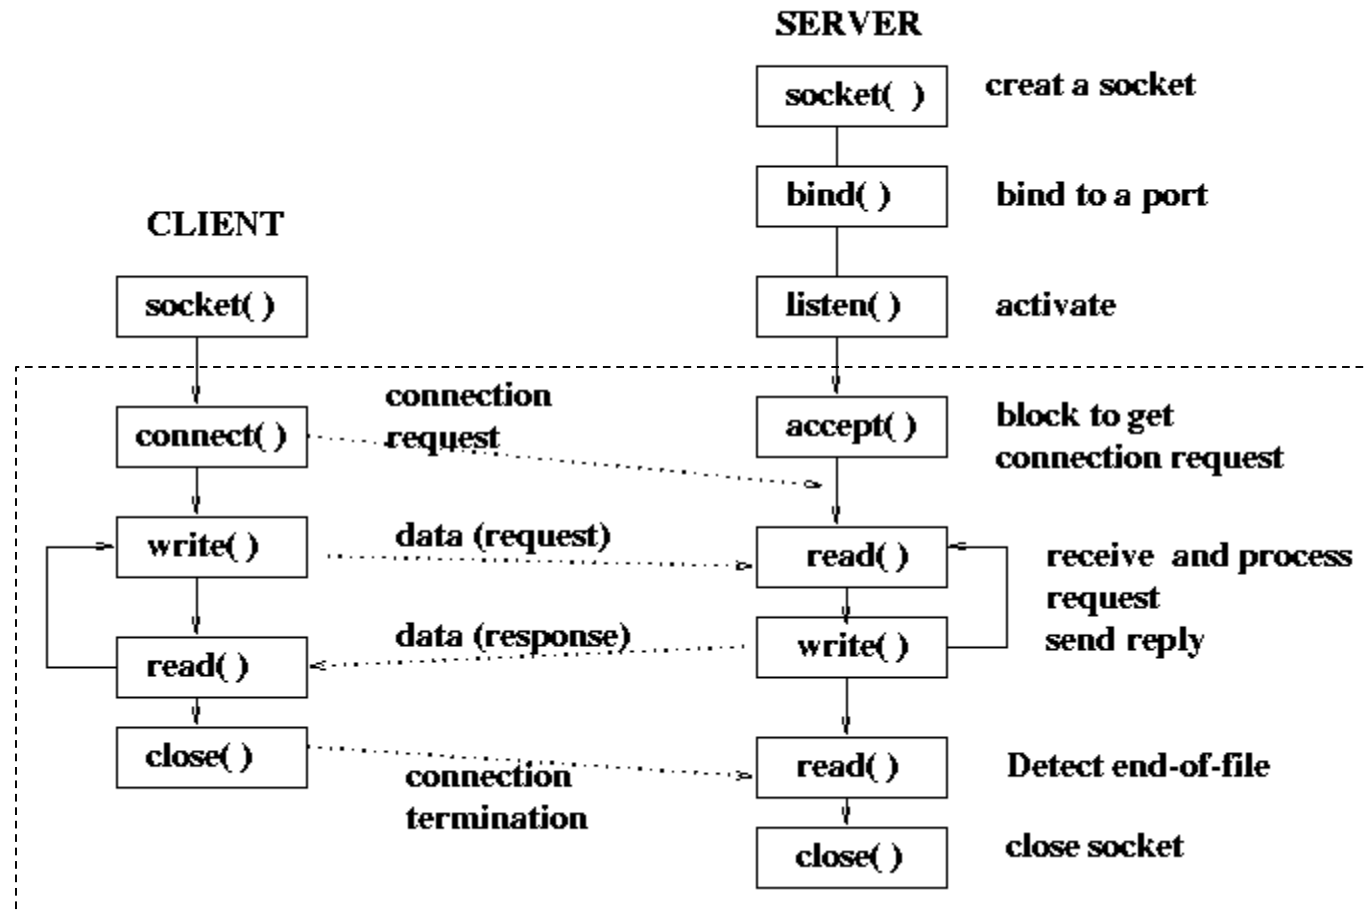 SERVER
socket( )
creat a socket
bind( )
bind to a port
CLIENT
socket( )
listen( )
activate
connection
request
connect( )
accept( )
block to get
connection request
write( )
data (request)
read( )
receive and process
request
send reply
data (response)
write( )
read( )
close( )
connection
termination
read( )
Detect end-of-file
close( )
close socket